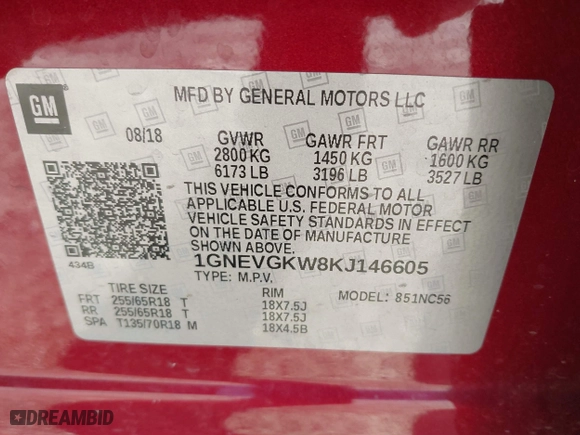 GM
MFD BY GENERAL MOTORS LLC
08/18 GVWR GAWR FRT GAWR RR
2800 KG 1450 KG 1600 KG
6173 LB 3196 LB 3527 LB
THIS VEHICLE CONFORMS TO ALL
APPLICABLE U.S. FEDERAL MOTOR
VEHICLE SAFETY STANDARDS IN EFFECT
ON THE DATE OF MANUFACTURE
SHOWN ABOVE.
434B
1GNEVGKW8KJ146605
TYPE: M.P.V.
TIRE SIZE RIM MODEL: 851NC56
FRT 255/65R18 T 18X7.5J
RR 255/65R18 T 18X7.5J
SPA T135/70R18 M 18X4.5B
DREAMBID